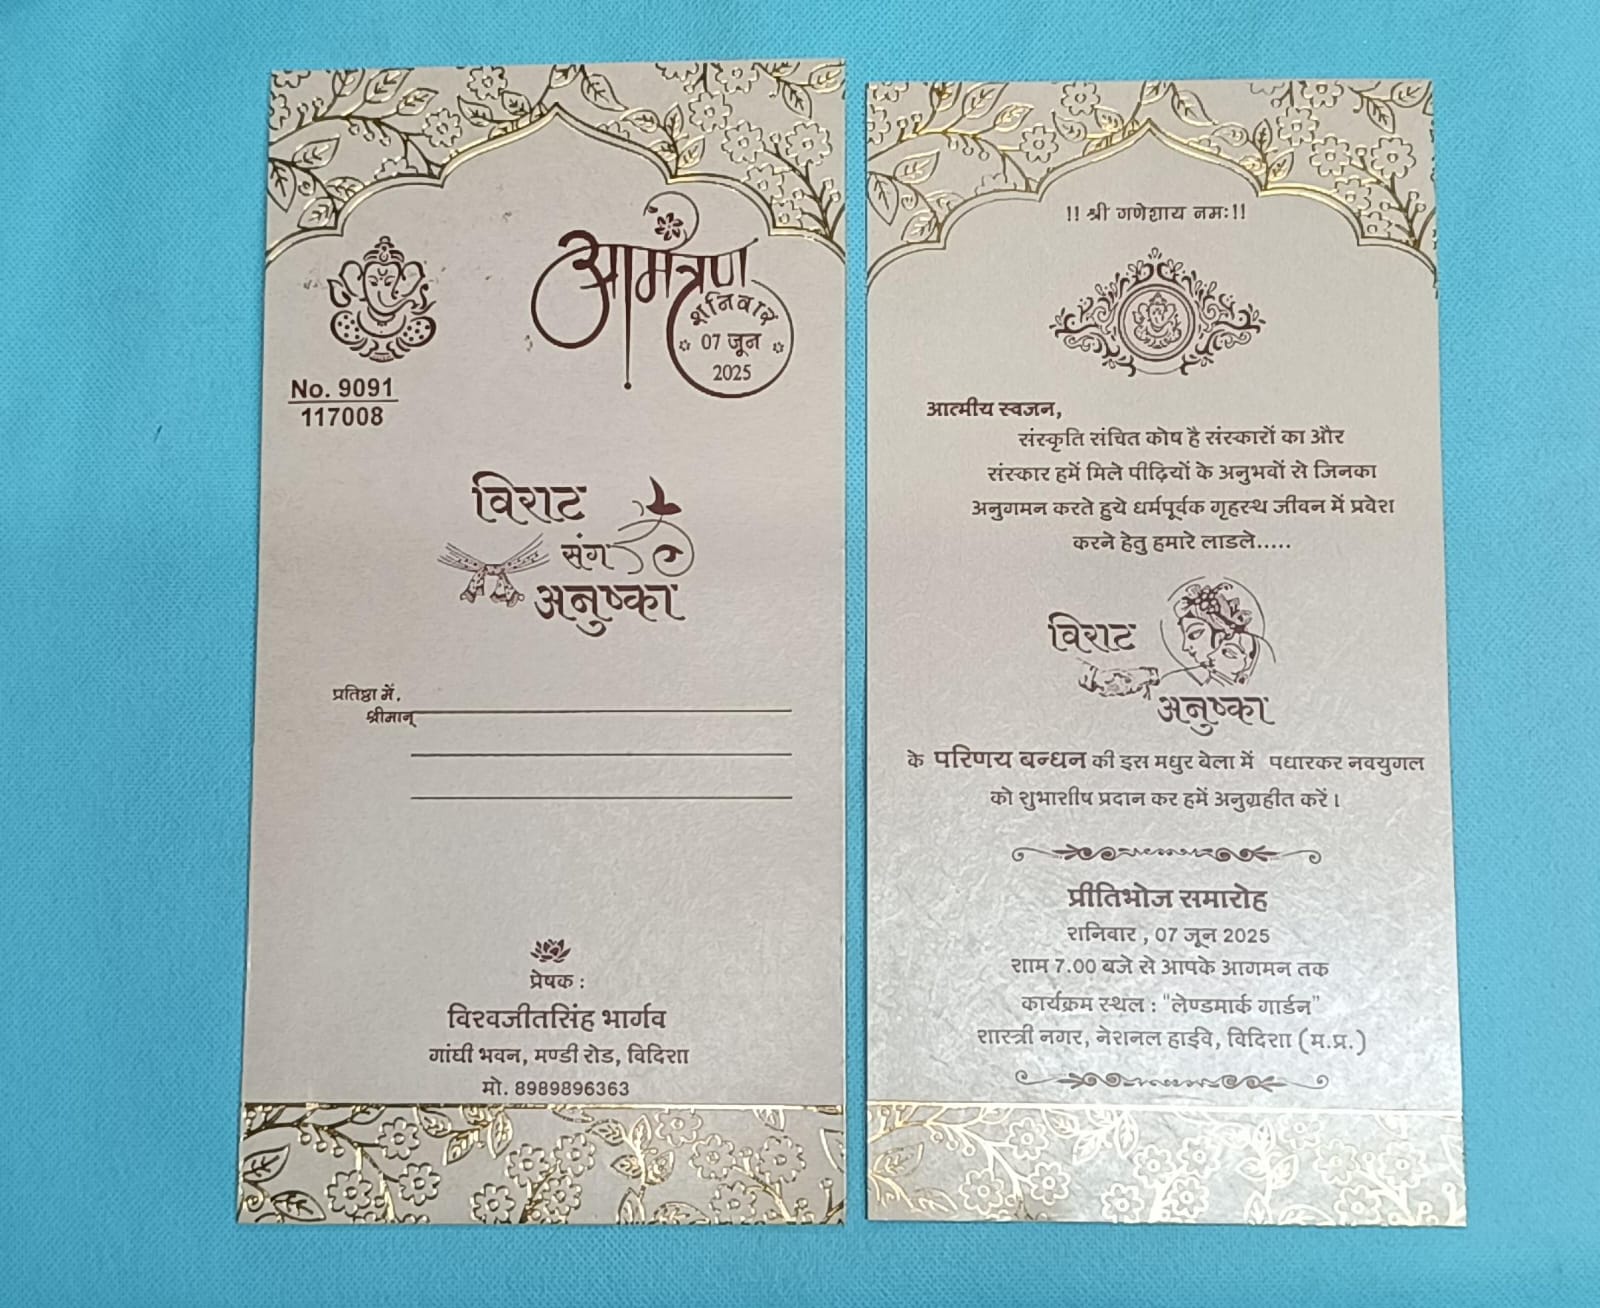 आमंत्रण
शनिवार
07 जून
2025
No. 9091
117008
विराट
संग
अनुष्का
प्रतिष्ठा में,
श्रीमान्
प्रेषक :
विश्वजीतसिंह भार्गव
गांधी भवन, मण्डी रोड, विदिशा
मो. 8989896363
!! श्री गणेशाय नमः!!
आत्मीय स्वजन,
संस्कृति संचित कोष है संस्कारों का और
संस्कार हमें मिले पीढ़ियों के अनुभवों से जिनका
अनुगमन करते हुये धर्मपूर्वक गृहस्थ जीवन में प्रवेश
करने हेतु हमारे लाडले.....
विराट
अनुष्का
के परिणय बन्धन की इस मधुर बेला में पधारकर नवयुगल
को शुभाशीष प्रदान कर हमें अनुग्रहीत करें ।
प्रीतिभोज समारोह
शनिवार , 07 जून 2025
शाम 7.00 बजे से आपके आगमन तक
कार्यक्रम स्थल : "लेण्डमार्क गार्डन"
शास्त्री नगर, नेशनल हाईवे, विदिशा (म.प्र.)